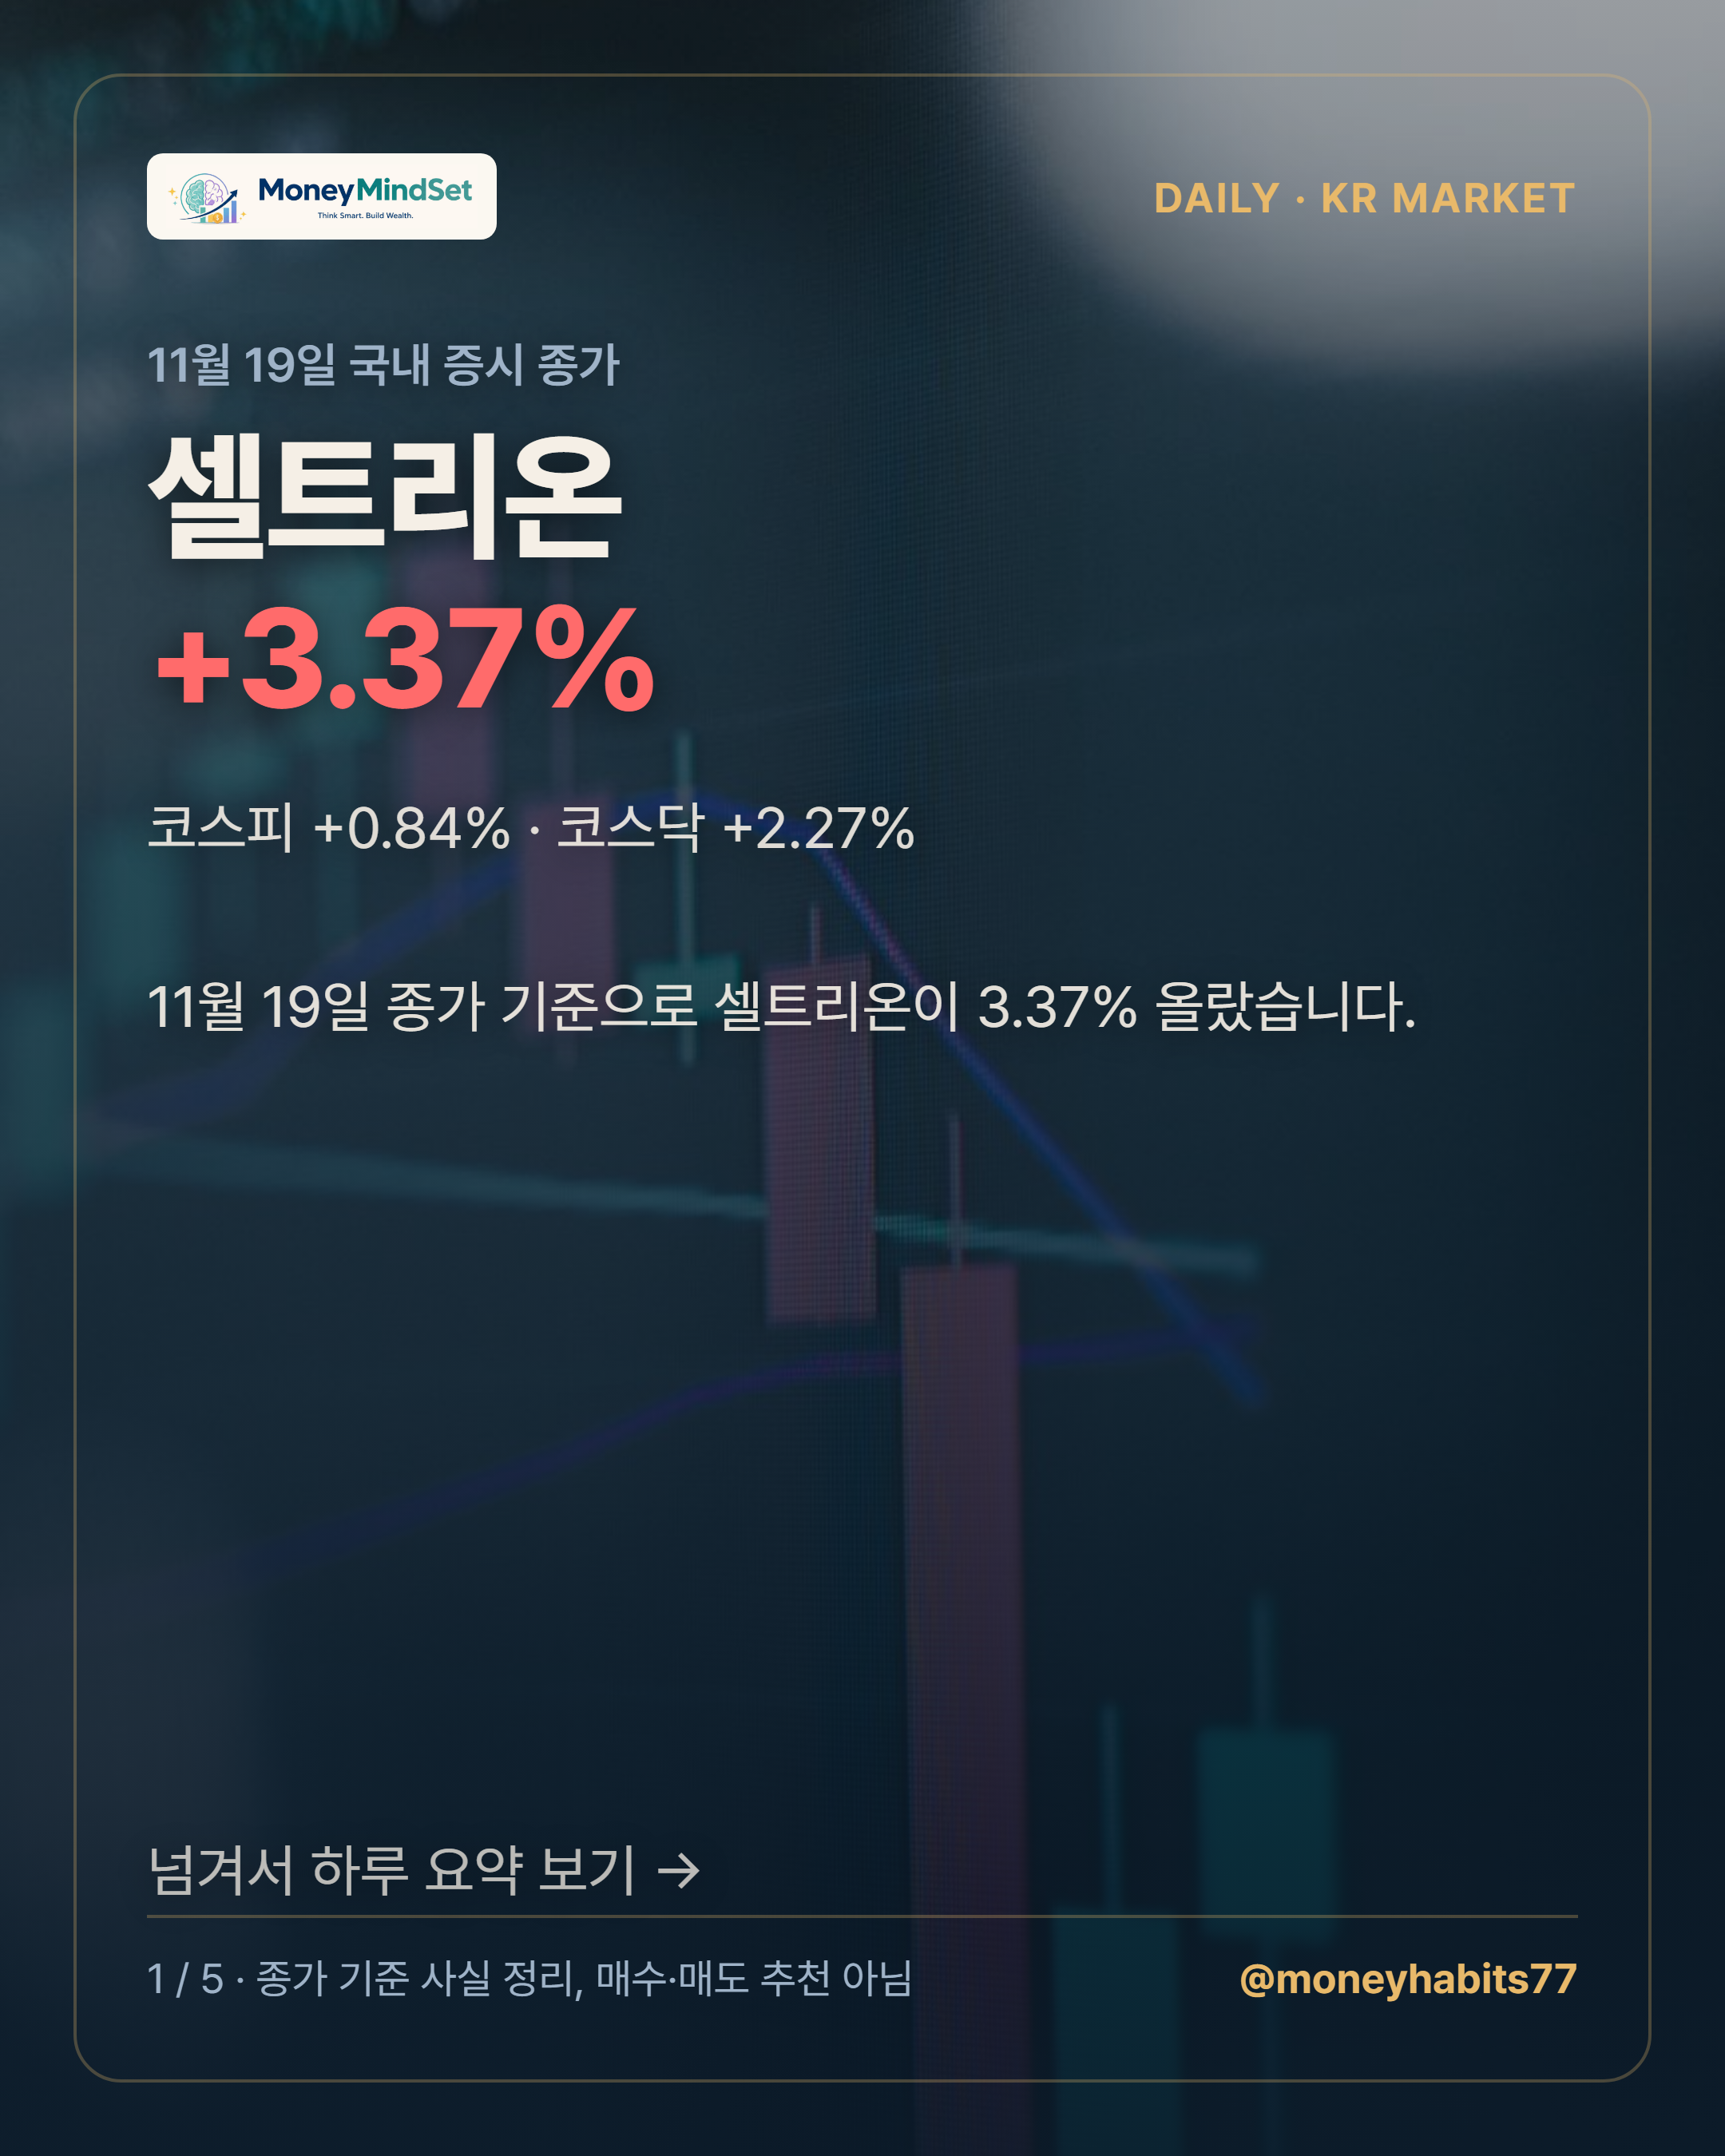 MoneyMindSet
Think Smart. Build Wealth.
DAILY · KR MARKET
11월 19일 국내 증시 종가
셀트리온
+3.37%
코스피 +0.84% · 코스닥 +2.27%
11월 19일 종가 기준으로 셀트리온이 3.37% 올랐습니다.
넘겨서 하루 요약 보기 →
1 / 5 · 종가 기준 사실 정리, 매수·매도 추천 아님
@moneyhabits77